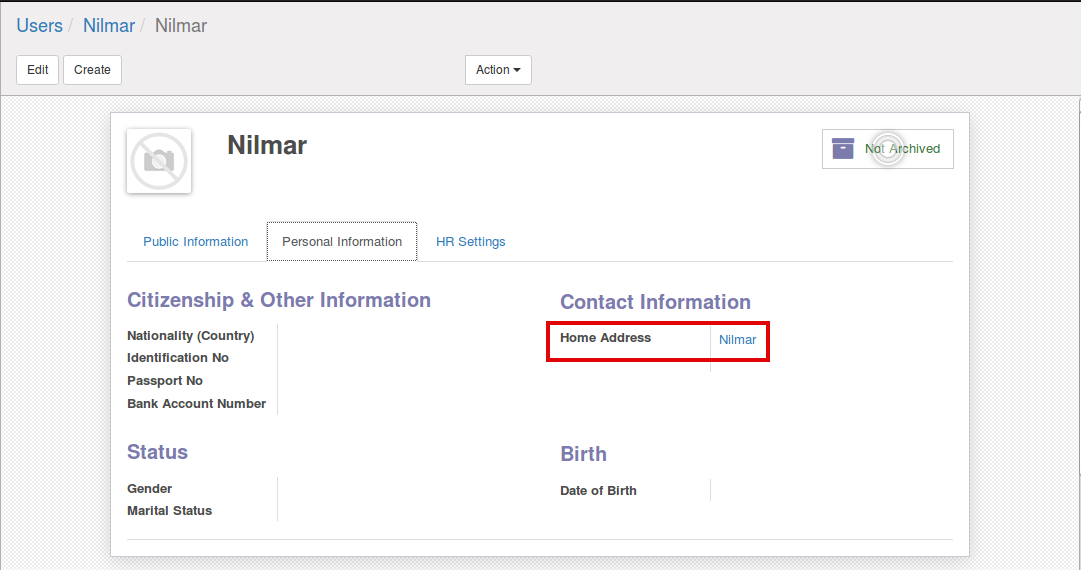 Users / Nilmar / Nilmar
Edit Create Action
Nilmar
Not Archived
Public Information Personal Information HR Settings
Citizenship & Other Information
Nationality (Country)
Identification No
Passport No
Bank Account Number
Contact Information
Home Address Nilmar
Status
Gender
Marital Status
Birth
Date of Birth